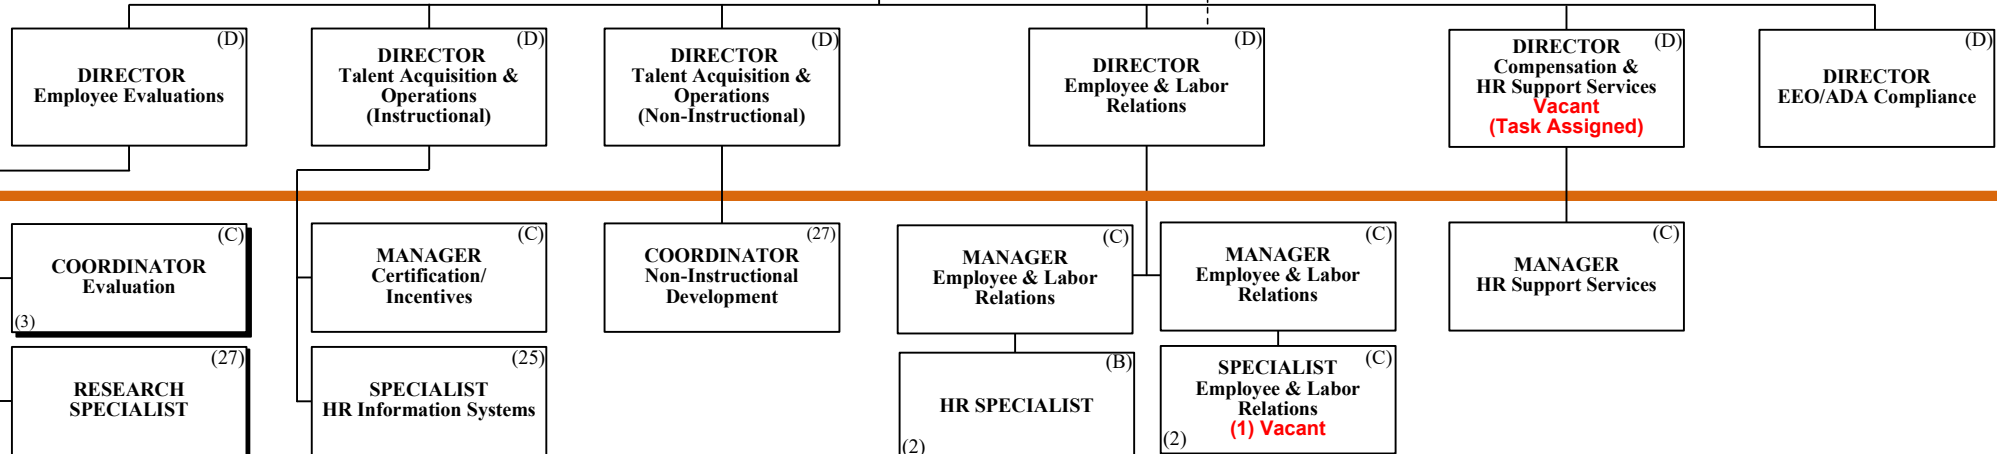 (D)
DIRECTOR
Employee Evaluations
(D)
DIRECTOR
Talent Acquisition &
Operations
(Instructional)
(D)
DIRECTOR
Talent Acquisition &
Operations
(Non-Instructional)
(D)
DIRECTOR
Employee & Labor
Relations
(D)
DIRECTOR
Compensation &
HR Support Services
Vacant
(Task Assigned)
(D)
DIRECTOR
EEO/ADA Compliance
(C)
COORDINATOR
Evaluation
(3)
(C)
MANAGER
Certification/
Incentives
(27)
COORDINATOR
Non-Instructional
Development
(C)
MANAGER
Employee & Labor
Relations
(C)
MANAGER
Employee & Labor
Relations
(C)
MANAGER
HR Support Services
(27)
RESEARCH
SPECIALIST
(25)
SPECIALIST
HR Information Systems
(B)
HR SPECIALIST
(2)
(C)
SPECIALIST
Employee & Labor
Relations
(1) Vacant
(2)